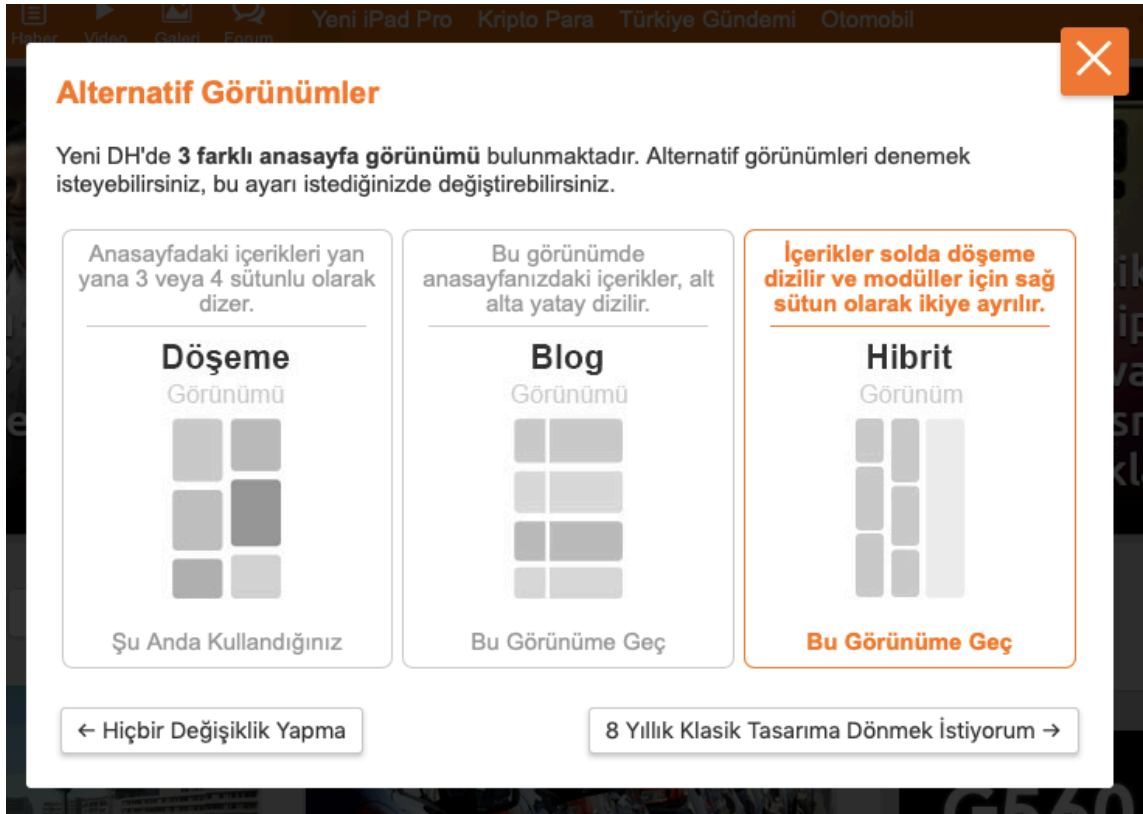 Yeni iPad Pro Kripto Para Türkiye Gündemi Otomobil
Haber Video Galeri Forum
Alternatif Görünümler
Yeni DH'de 3 farklı anasayfa görünümü bulunmaktadır. Alternatif görünümleri denemek
isteyebilirsiniz, bu ayarı istediğinizde değiştirebilirsiniz.
Anasayfadaki içerikleri yan
yana 3 veya 4 sütunlu olarak
dizer.
Döşeme
Görünümü
Şu Anda Kullandığınız
Bu görünümde
anasayfanızdaki içerikler, alt
alta yatay dizilir.
Blog
Görünümü
Bu Görünüme Geç
İçerikler solda döşeme
dizilir ve modüller için sağ
sütun olarak ikiye ayrılır.
Hibrit
Görünüm
Bu Görünüme Geç
← Hiçbir Değişiklik Yapma
8 Yıllık Klasik Tasarıma Dönmek İstiyorum →
G560